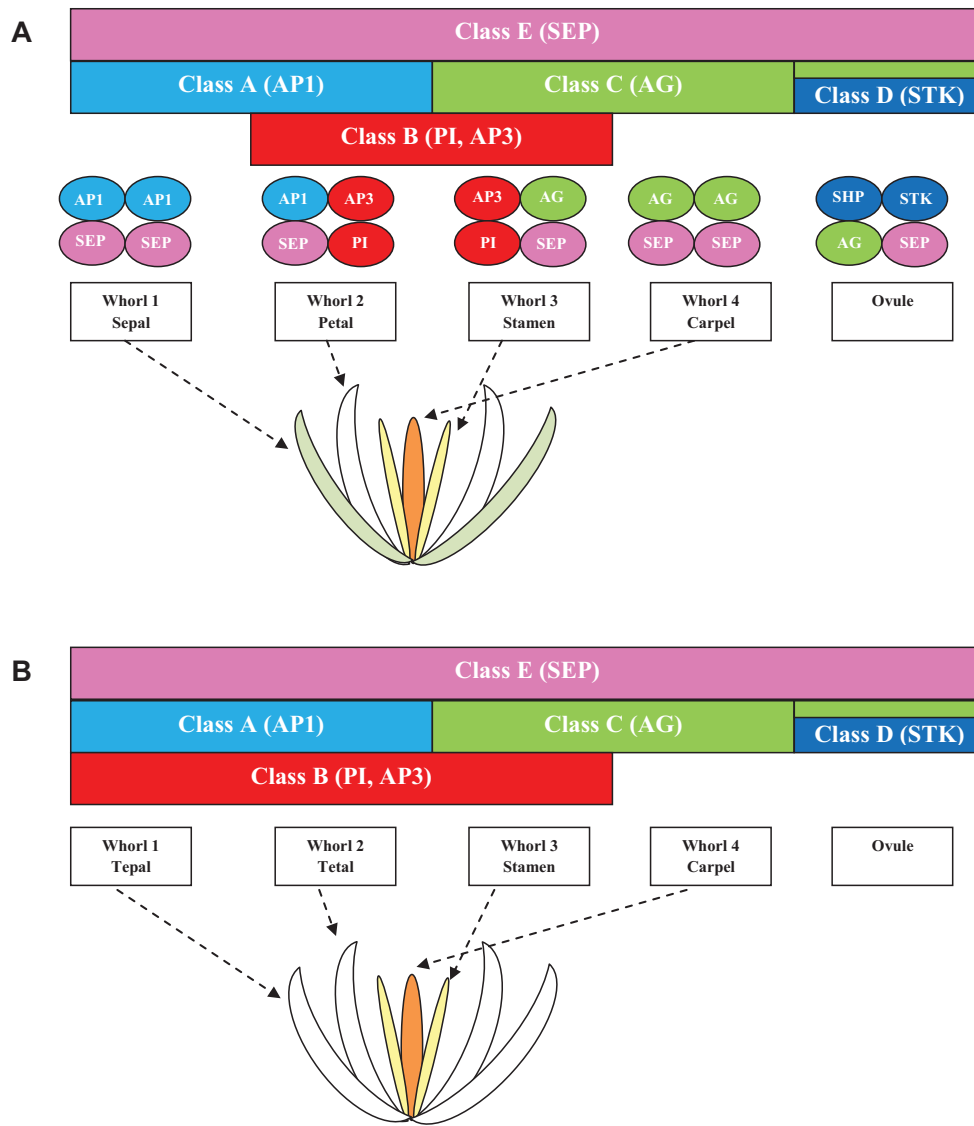 A
Class E (SEP)
Class A (AP1) Class C (AG)
Class D (STK)
Class B (PI, AP3)
AP1 AP1 AP1 AP3 AP3 AG AG AG SHP STK
SEP SEP SEP PI PI SEP SEP SEP AG SEP
Whorl 1 Whorl 2 Whorl 3 Whorl 4 Ovule
Sepal Petal Stamen Carpel
B
Class E (SEP)
Class A (AP1) Class C (AG)
Class D (STK)
Class B (PI, AP3)
Whorl 1 Whorl 2 Whorl 3 Whorl 4 Ovule
Tepal Tetal Stamen Carpel